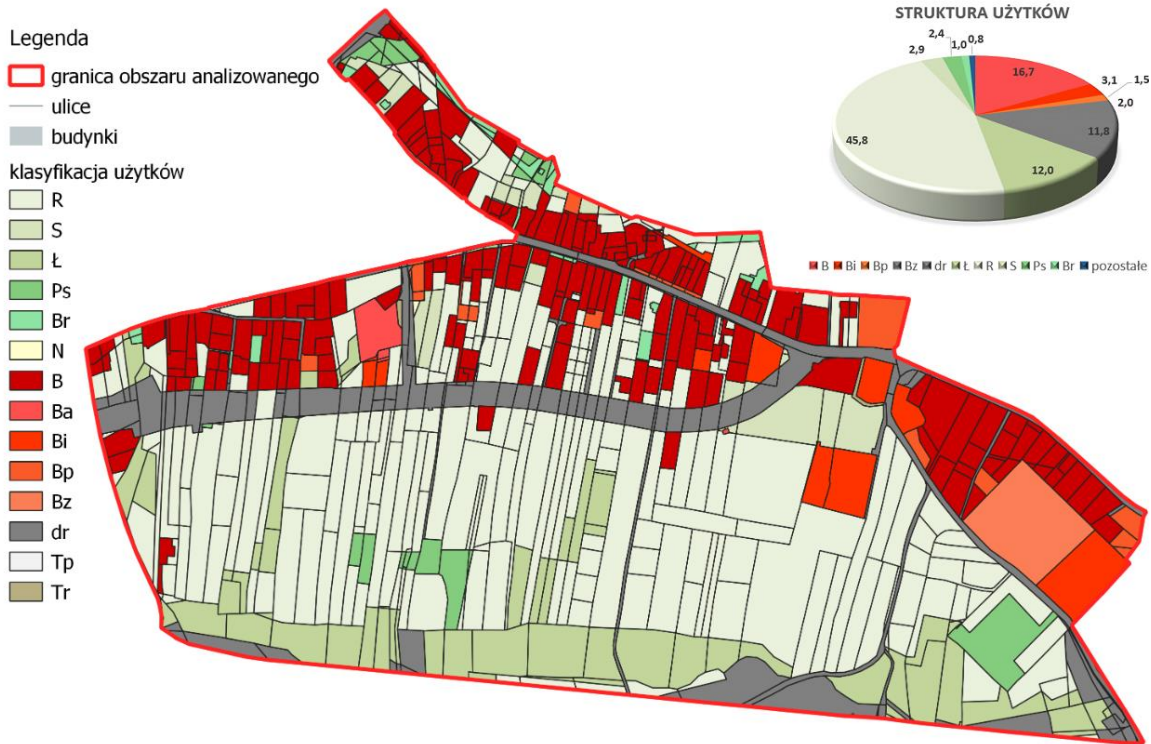 Legenda
granica obszaru analizowanego
ulice
budynki
klasyfikacja użytków
R
S
Ł
Ps
Br
N
B
Ba
Bi
Bp
Bz
dr
Tp
Tr
STRUKTURA UŻYTKÓW
2,9
2,4
1,0
0,8
16,7
3,1
1,5
2,0
11,8
12,0
45,8
B Bi Bp Bz dr Ł R S Ps Br pozostałe